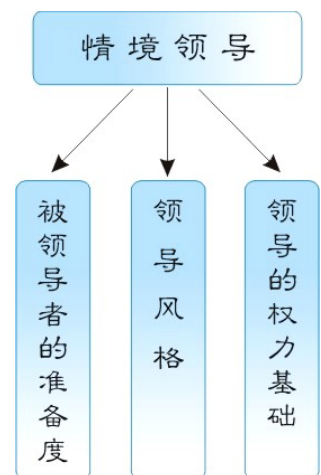 情境领导
被领导者的准备度
领导风格
领导的权力基础